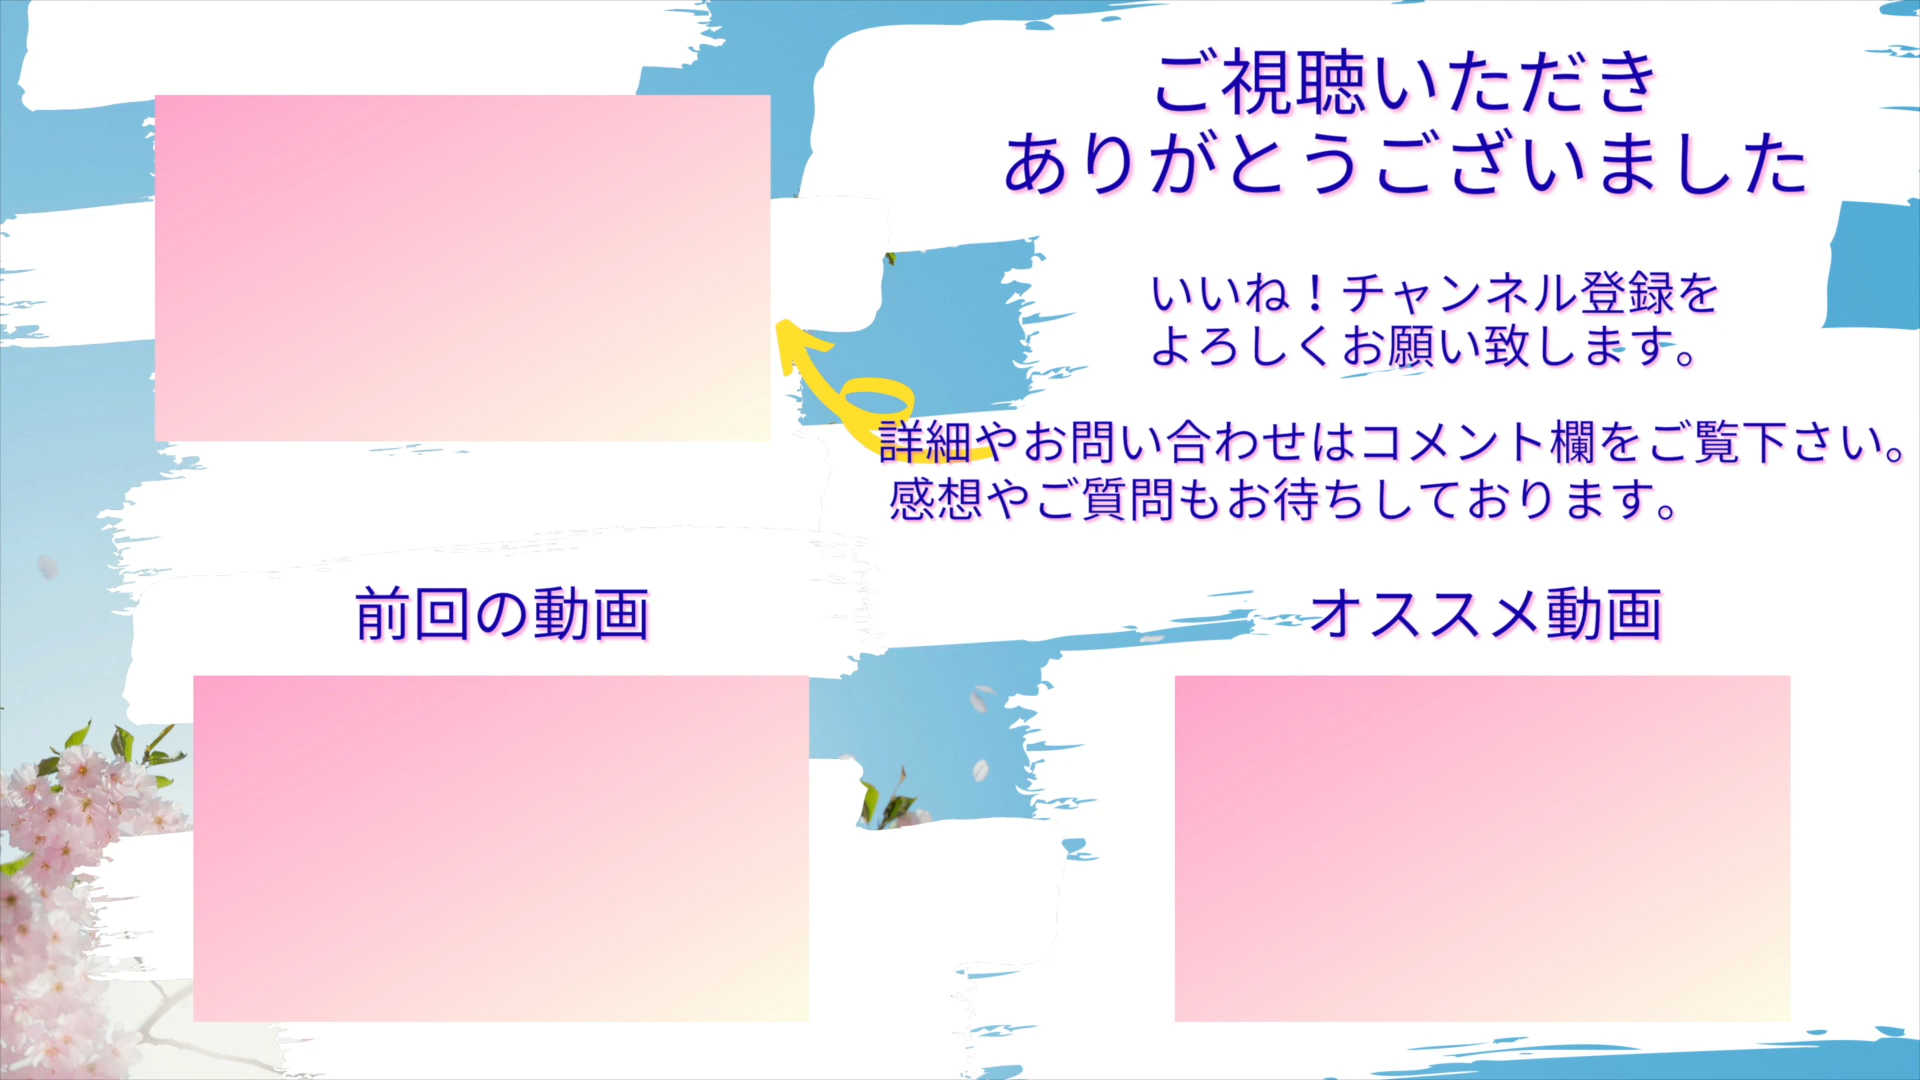 ご視聴いただき
ありがとうございました
いいね！チャンネル登録を
よろしくお願い致します。
詳細やお問い合わせはコメント欄をご覧下さい。
感想やご質問もお待ちしております。
前回の動画
オススメ動画